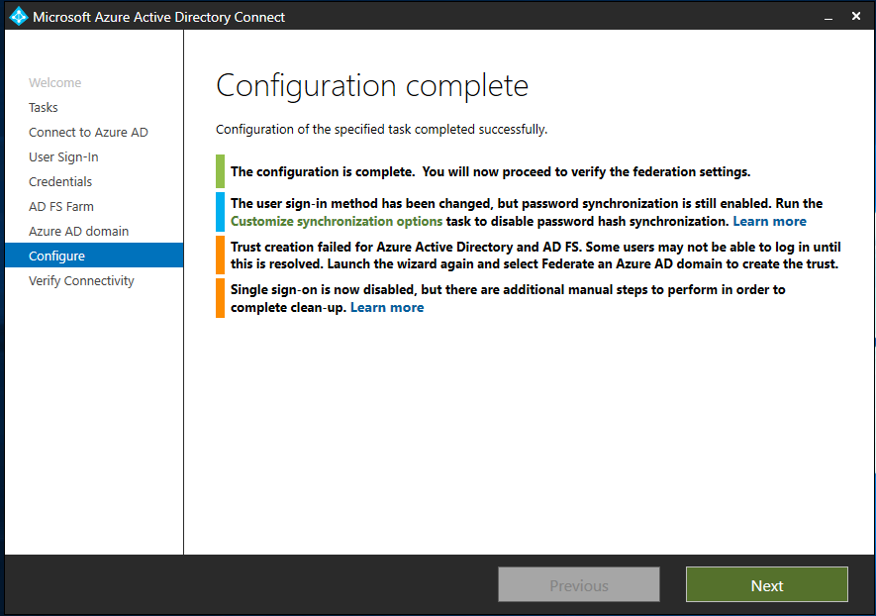 Microsoft Azure Active Directory Connect
Welcome
Tasks
Connect to Azure AD
User Sign-In
Credentials
AD FS Farm
Azure AD domain
Configure
Verify Connectivity
Configuration complete
Configuration of the specified task completed successfully.
The configuration is complete.  You will now proceed to verify the federation settings.
The user sign-in method has been changed, but password synchronization is still enabled. Run the
Customize synchronization options task to disable password hash synchronization. Learn more
Trust creation failed for Azure Active Directory and AD FS. Some users may not be able to log in until
this is resolved. Launch the wizard again and select Federate an Azure AD domain to create the trust.
Single sign-on is now disabled, but there are additional manual steps to perform in order to
complete clean-up. Learn more
Previous
Next